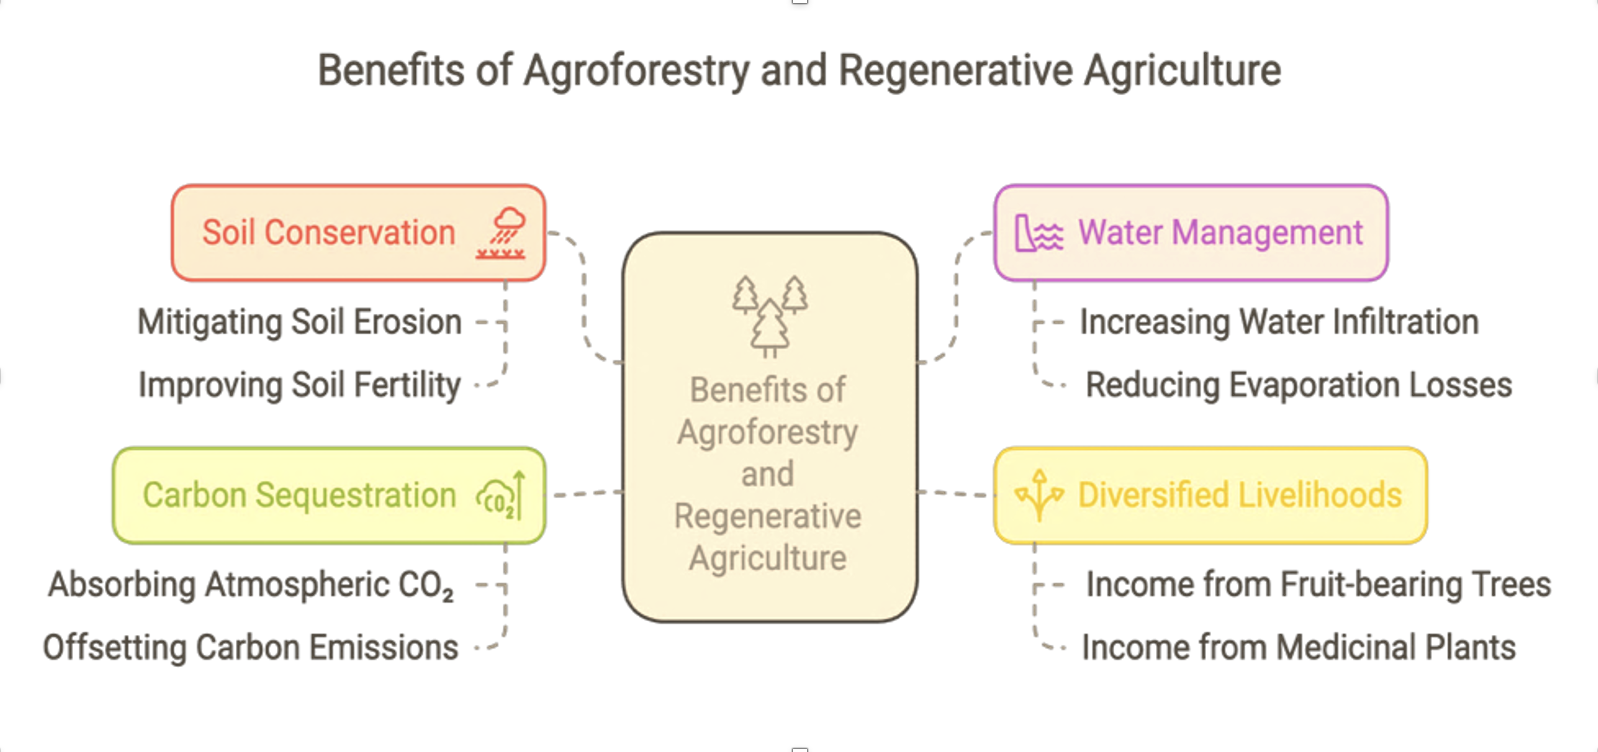 Benefits of Agroforestry and Regenerative Agriculture
Soil Conservation
Mitigating Soil Erosion
Improving Soil Fertility
Carbon Sequestration
CO₂
Absorbing Atmospheric CO₂
Offsetting Carbon Emissions
Benefits of
Agroforestry
and
Regenerative
Agriculture
Water Management
Increasing Water Infiltration
Reducing Evaporation Losses
Diversified Livelihoods
Income from Fruit-bearing Trees
Income from Medicinal Plants